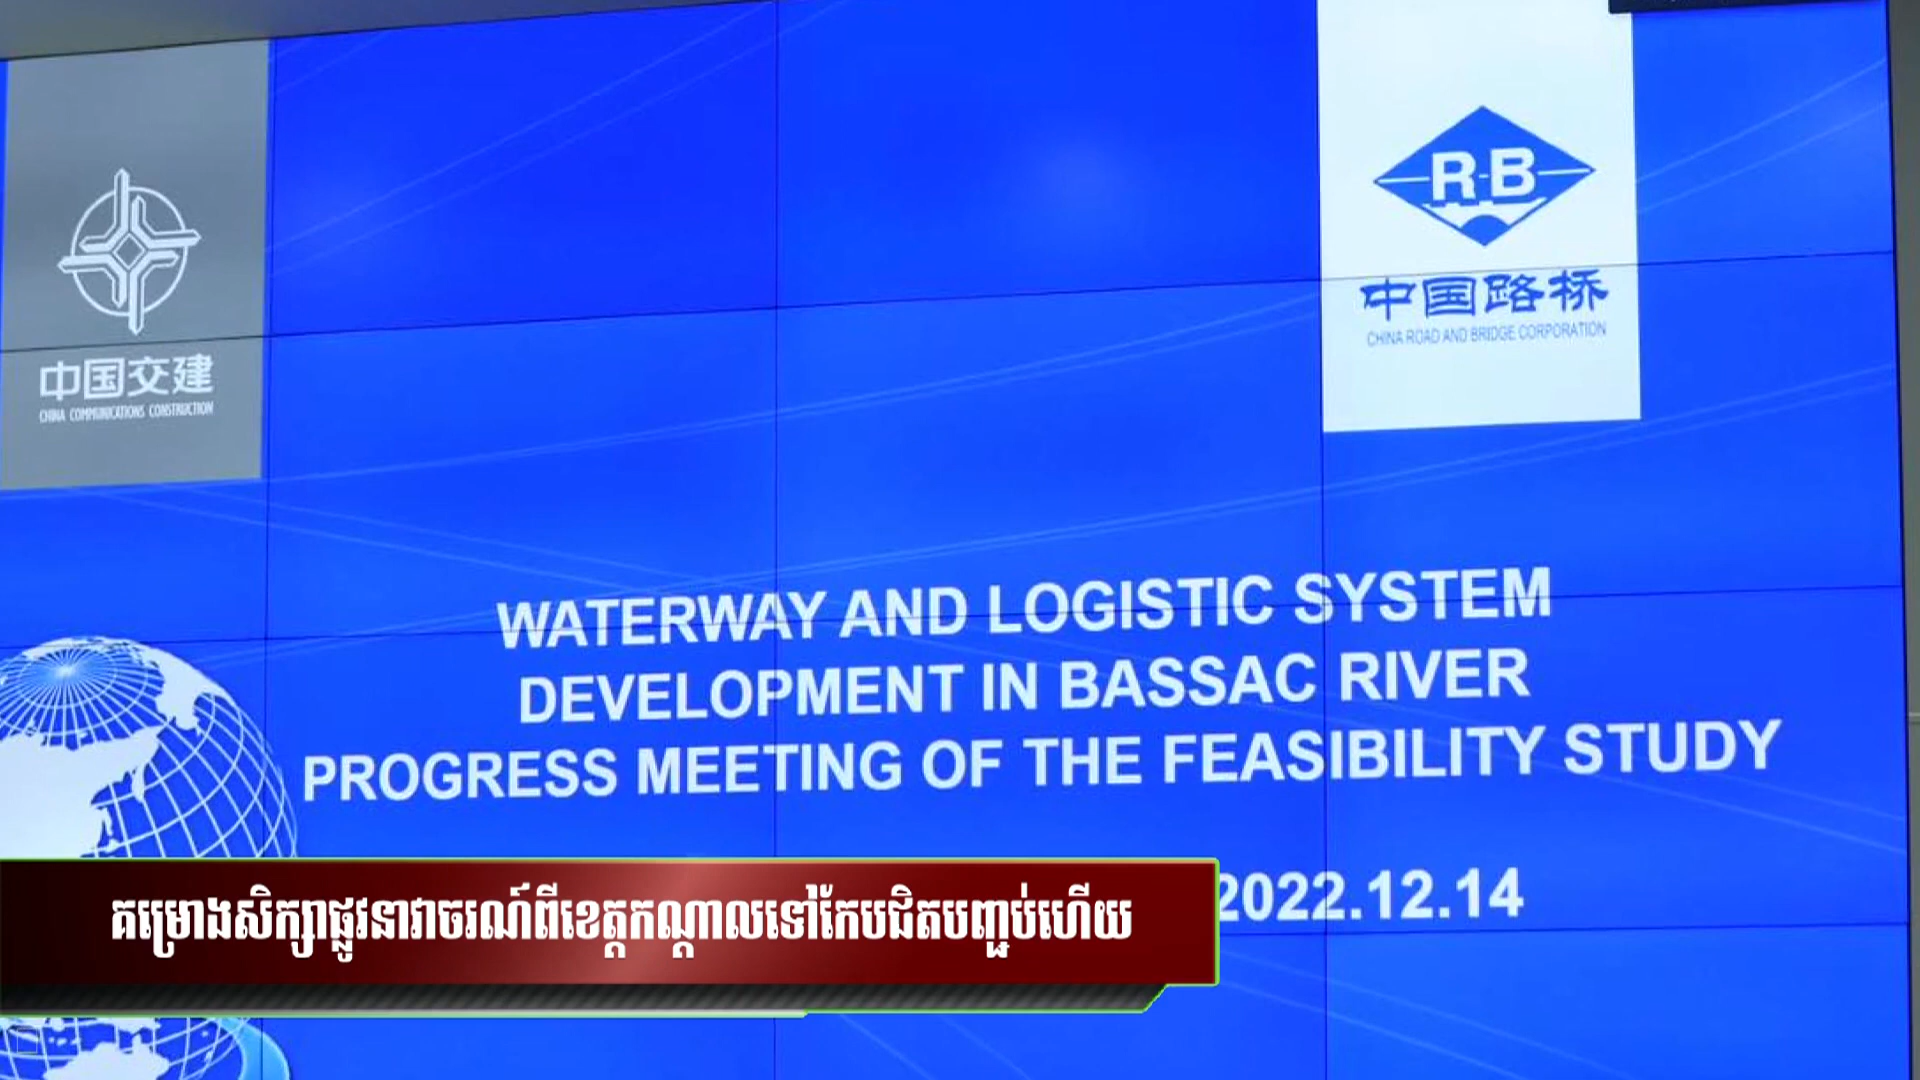 中国交建
CHINA COMMUNICATIONS CONSTRUCTION
R-B
中国路桥
CHINA ROAD AND BRIDGE CORPORATION
WATERWAY AND LOGISTIC SYSTEM
DEVELOPMENT IN BASSAC RIVER
PROGRESS MEETING OF THE FEASIBILITY STUDY
2022.12.14
គម្រោងសិក្សាផ្លូវនាវាចរណ៍ពីខេត្តកណ្តាលទៅកែបជិតបញ្ចប់ហើយ